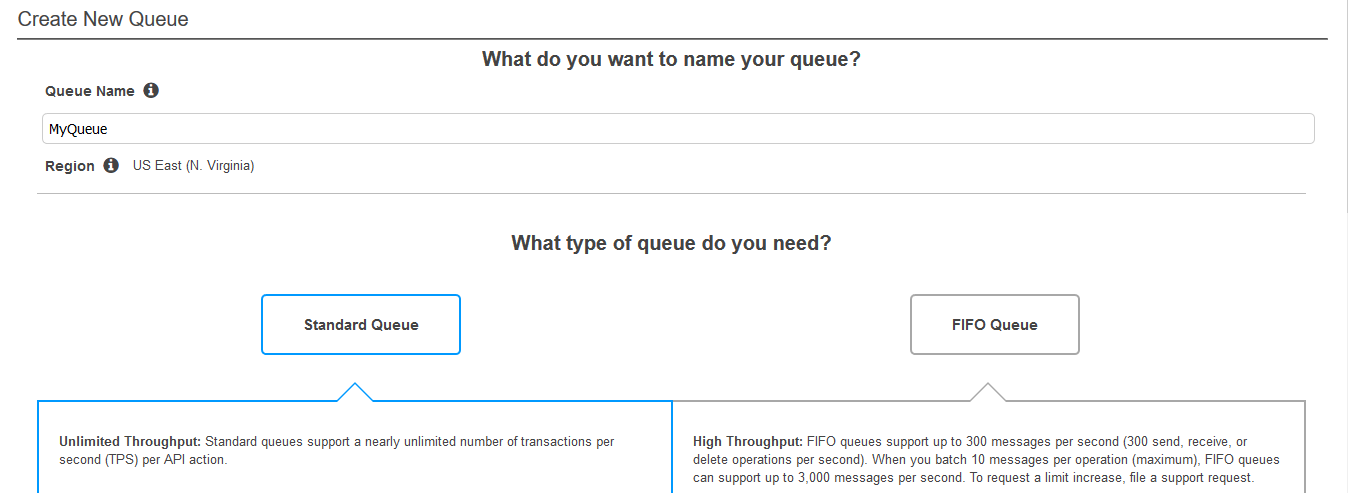 Create New Queue
What do you want to name your queue?
Queue Name
MyQueue
Region US East (N. Virginia)
What type of queue do you need?
Standard Queue
FIFO Queue
Unlimited Throughput: Standard queues support a nearly unlimited number of transactions per
second (TPS) per API action.
High Throughput: FIFO queues support up to 300 messages per second (300 send, receive, or
delete operations per second). When you batch 10 messages per operation (maximum), FIFO queues
can support up to 3,000 messages per second. To request a limit increase, file a support request.